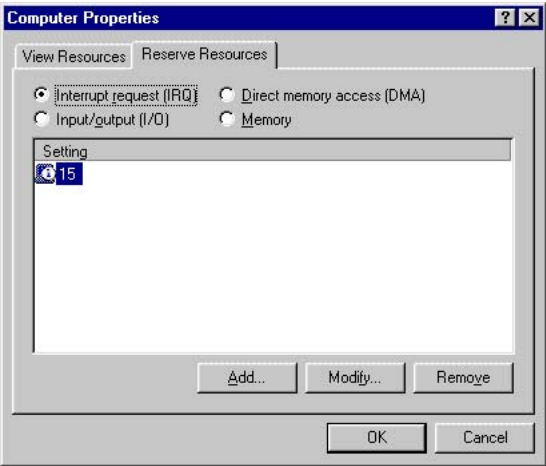 Computer Properties
View Resources Reserve Resources
Interrupt request (IRQ) Direct memory access (DMA)
Input/output (I/O) Memory
Setting
15
Add... Modify... Remove
OK Cancel